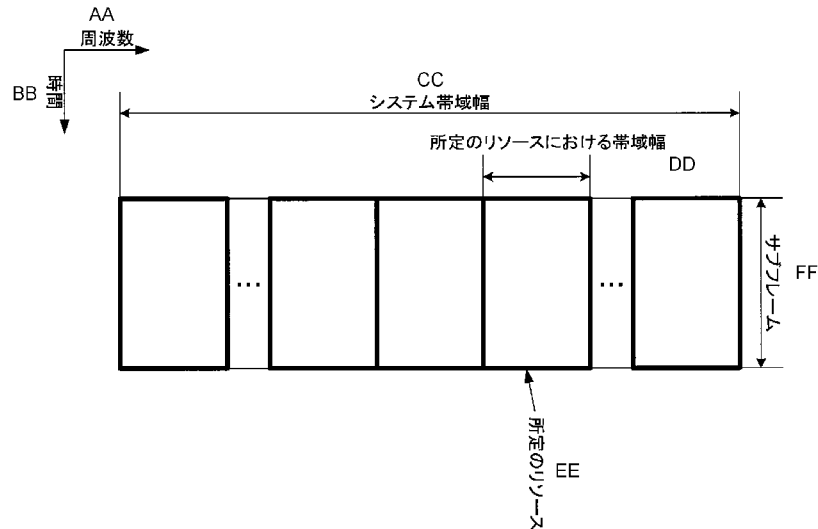 AA
周波数
BB
時間
CC
システム帯域幅
所定のリソースにおける帯域幅
DD
...
...
サブフレーム
FF
所定のリソース
EE